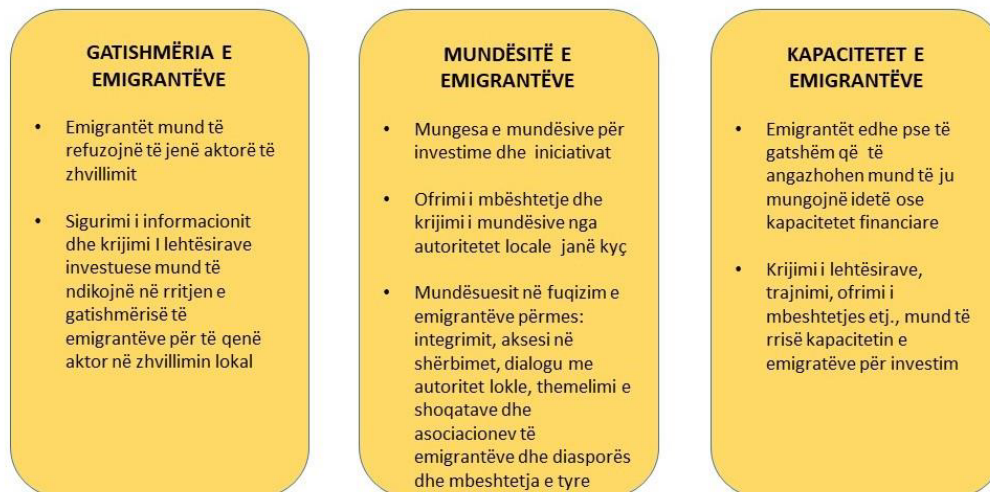 GATISHMËRIA E
EMIGRANTËVE
• Emigrantët mund të
refuzojnë të jenë aktorë të
zhvillimit
• Sigurimi i informacionit
dhe krijimi I lehtësirave
investuese mund të
ndikojnë në rritjen e
gatishmërisë të
emigrantëve për të qenë
aktor në zhvillimin lokal
MUNDËSITË E
EMIGRANTËVE
• Mungesa e mundësive për
investime dhe iniciativat
• Ofrimi i mbështetje dhe
krijimi i mundësive nga
autoritetet locale janë kyç
• Mundësuesit në fuqizim e
emigrantëve përmes:
integrimit, aksesi në
shërbimet, dialogu me
autoritet lokle, themelimi e
shoqatave dhe
asociacionev të
emigrantëve dhe diasporës
dhe mbeshtetja e tyre
KAPACITETET E
EMIGRANTËVE
• Emigrantët edhe pse të
gatshëm që të
angazhohen mund të ju
mungojnë idetë ose
kapacitetet financiare
• Krijimi i lehtësirave,
trajnimi, ofrimi i
mbeshtetjes etj., mund të
rrisë kapacitetin e
emigratëve për investim